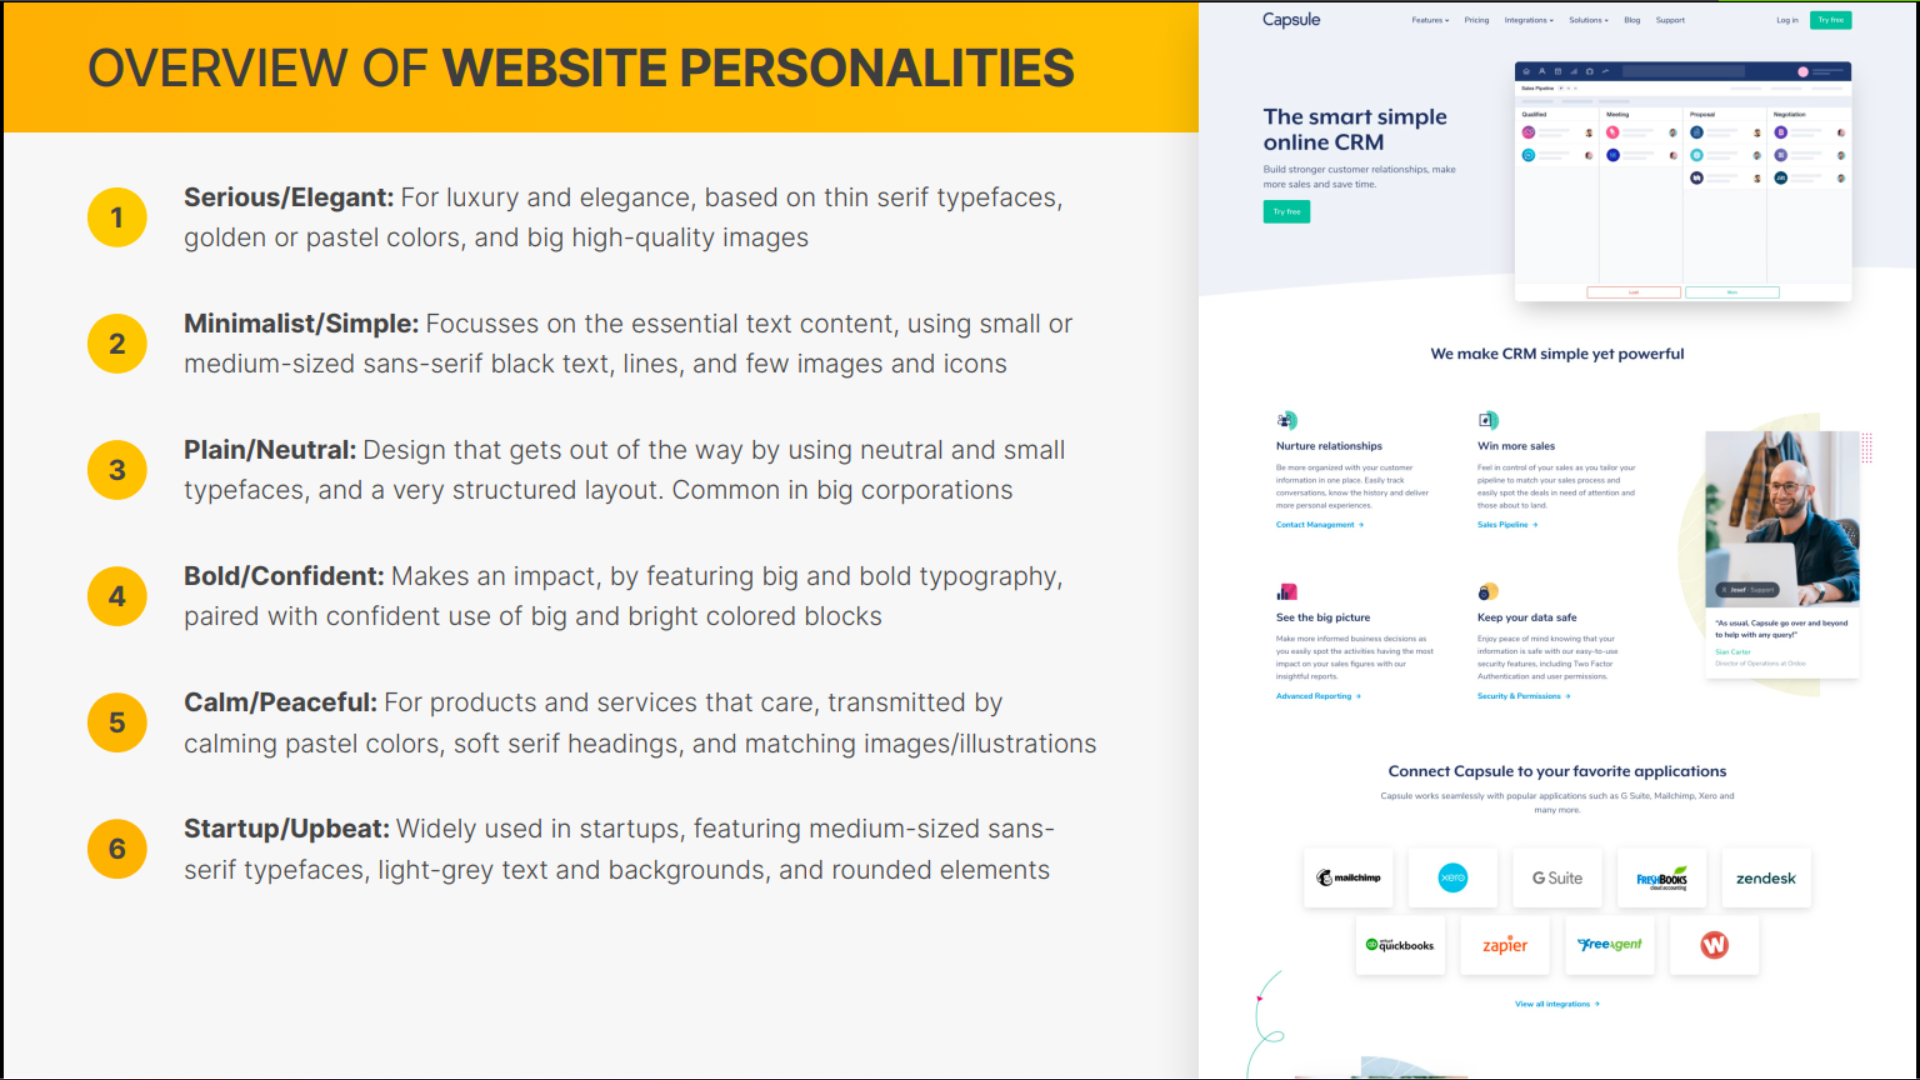 OVERVIEW OF WEBSITE PERSONALITIES
1
Serious/Elegant: For luxury and elegance, based on thin serif typefaces,
golden or pastel colors, and big high-quality images
2
Minimalist/Simple: Focusses on the essential text content, using small or
medium-sized sans-serif black text, lines, and few images and icons
3
Plain/Neutral: Design that gets out of the way by using neutral and small
typefaces, and a very structured layout. Common in big corporations
4
Bold/Confident: Makes an impact, by featuring big and bold typography,
paired with confident use of big and bright colored blocks
5
Calm/Peaceful: For products and services that care, transmitted by
calming pastel colors, soft serif headings, and matching images/illustrations
6
Startup/Upbeat: Widely used in startups, featuring medium-sized sans-
serif typefaces, light-grey text and backgrounds, and rounded elements
Capsule
Features Pricing Integrations Solutions Blog Support Log in Try free
The smart simple
online CRM
Build stronger customer relationships, make
more sales and save time.
Try free
Sales Pipeline
Qualified Meeting Proposal Negotiation
We make CRM simple yet powerful
Nurture relationships
Be more organized with your customer
information in one place. Easily track
conversations, know the history and deliver
more personal experiences.
Contact Management →
Win more sales
Feel in control of your sales as you tailor your
pipeline to match your sales process and
easily spot the deals in need of attention and
those about to land.
Sales Pipeline →
See the big picture
Make more informed business decisions as
you easily spot the activities having the most
impact on your sales figures with our
insightful reports.
Advanced Reporting →
Keep your data safe
Enjoy peace of mind knowing that your
information is safe with our easy-to-use
security features, including Two Factor
Authentication and user permissions.
Security & Permissions →
Josef Support
"As usual, Capsule go over and beyond
to help with any query!"
Sian Carter
Director of Operations at
Connect Capsule to your favorite applications
Capsule works seamlessly with popular applications such as G Suite, Mailchimp, Xero and
many more.
mailchimp
xero
G Suite
FRESHBOOKS
cloud accounting
zendesk
quickbooks
zapier
freeagent
W
View all integrations →